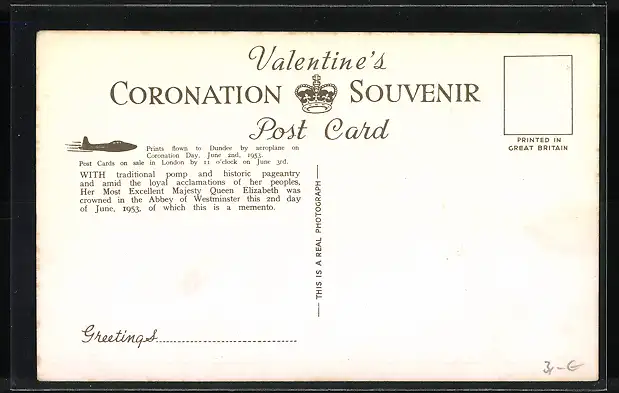 Valentine's
CORONATION SOUVENIR
Post Card
PRINTED IN
GREAT BRITAIN
Prints flown to Dundee by aeroplane on
Coronation Day, June 2nd, 1953.
Post Cards on sale in London by 11 o'clock on June 3rd.
WITH traditional pomp and historic pageantry
and amid the loyal acclamations of her peoples,
Her Most Excellent Majesty Queen Elizabeth was
crowned in the Abbey of Westminster this 2nd day
of June, 1953, of which this is a memento.
THIS IS A REAL PHOTOGRAPH
Greetings